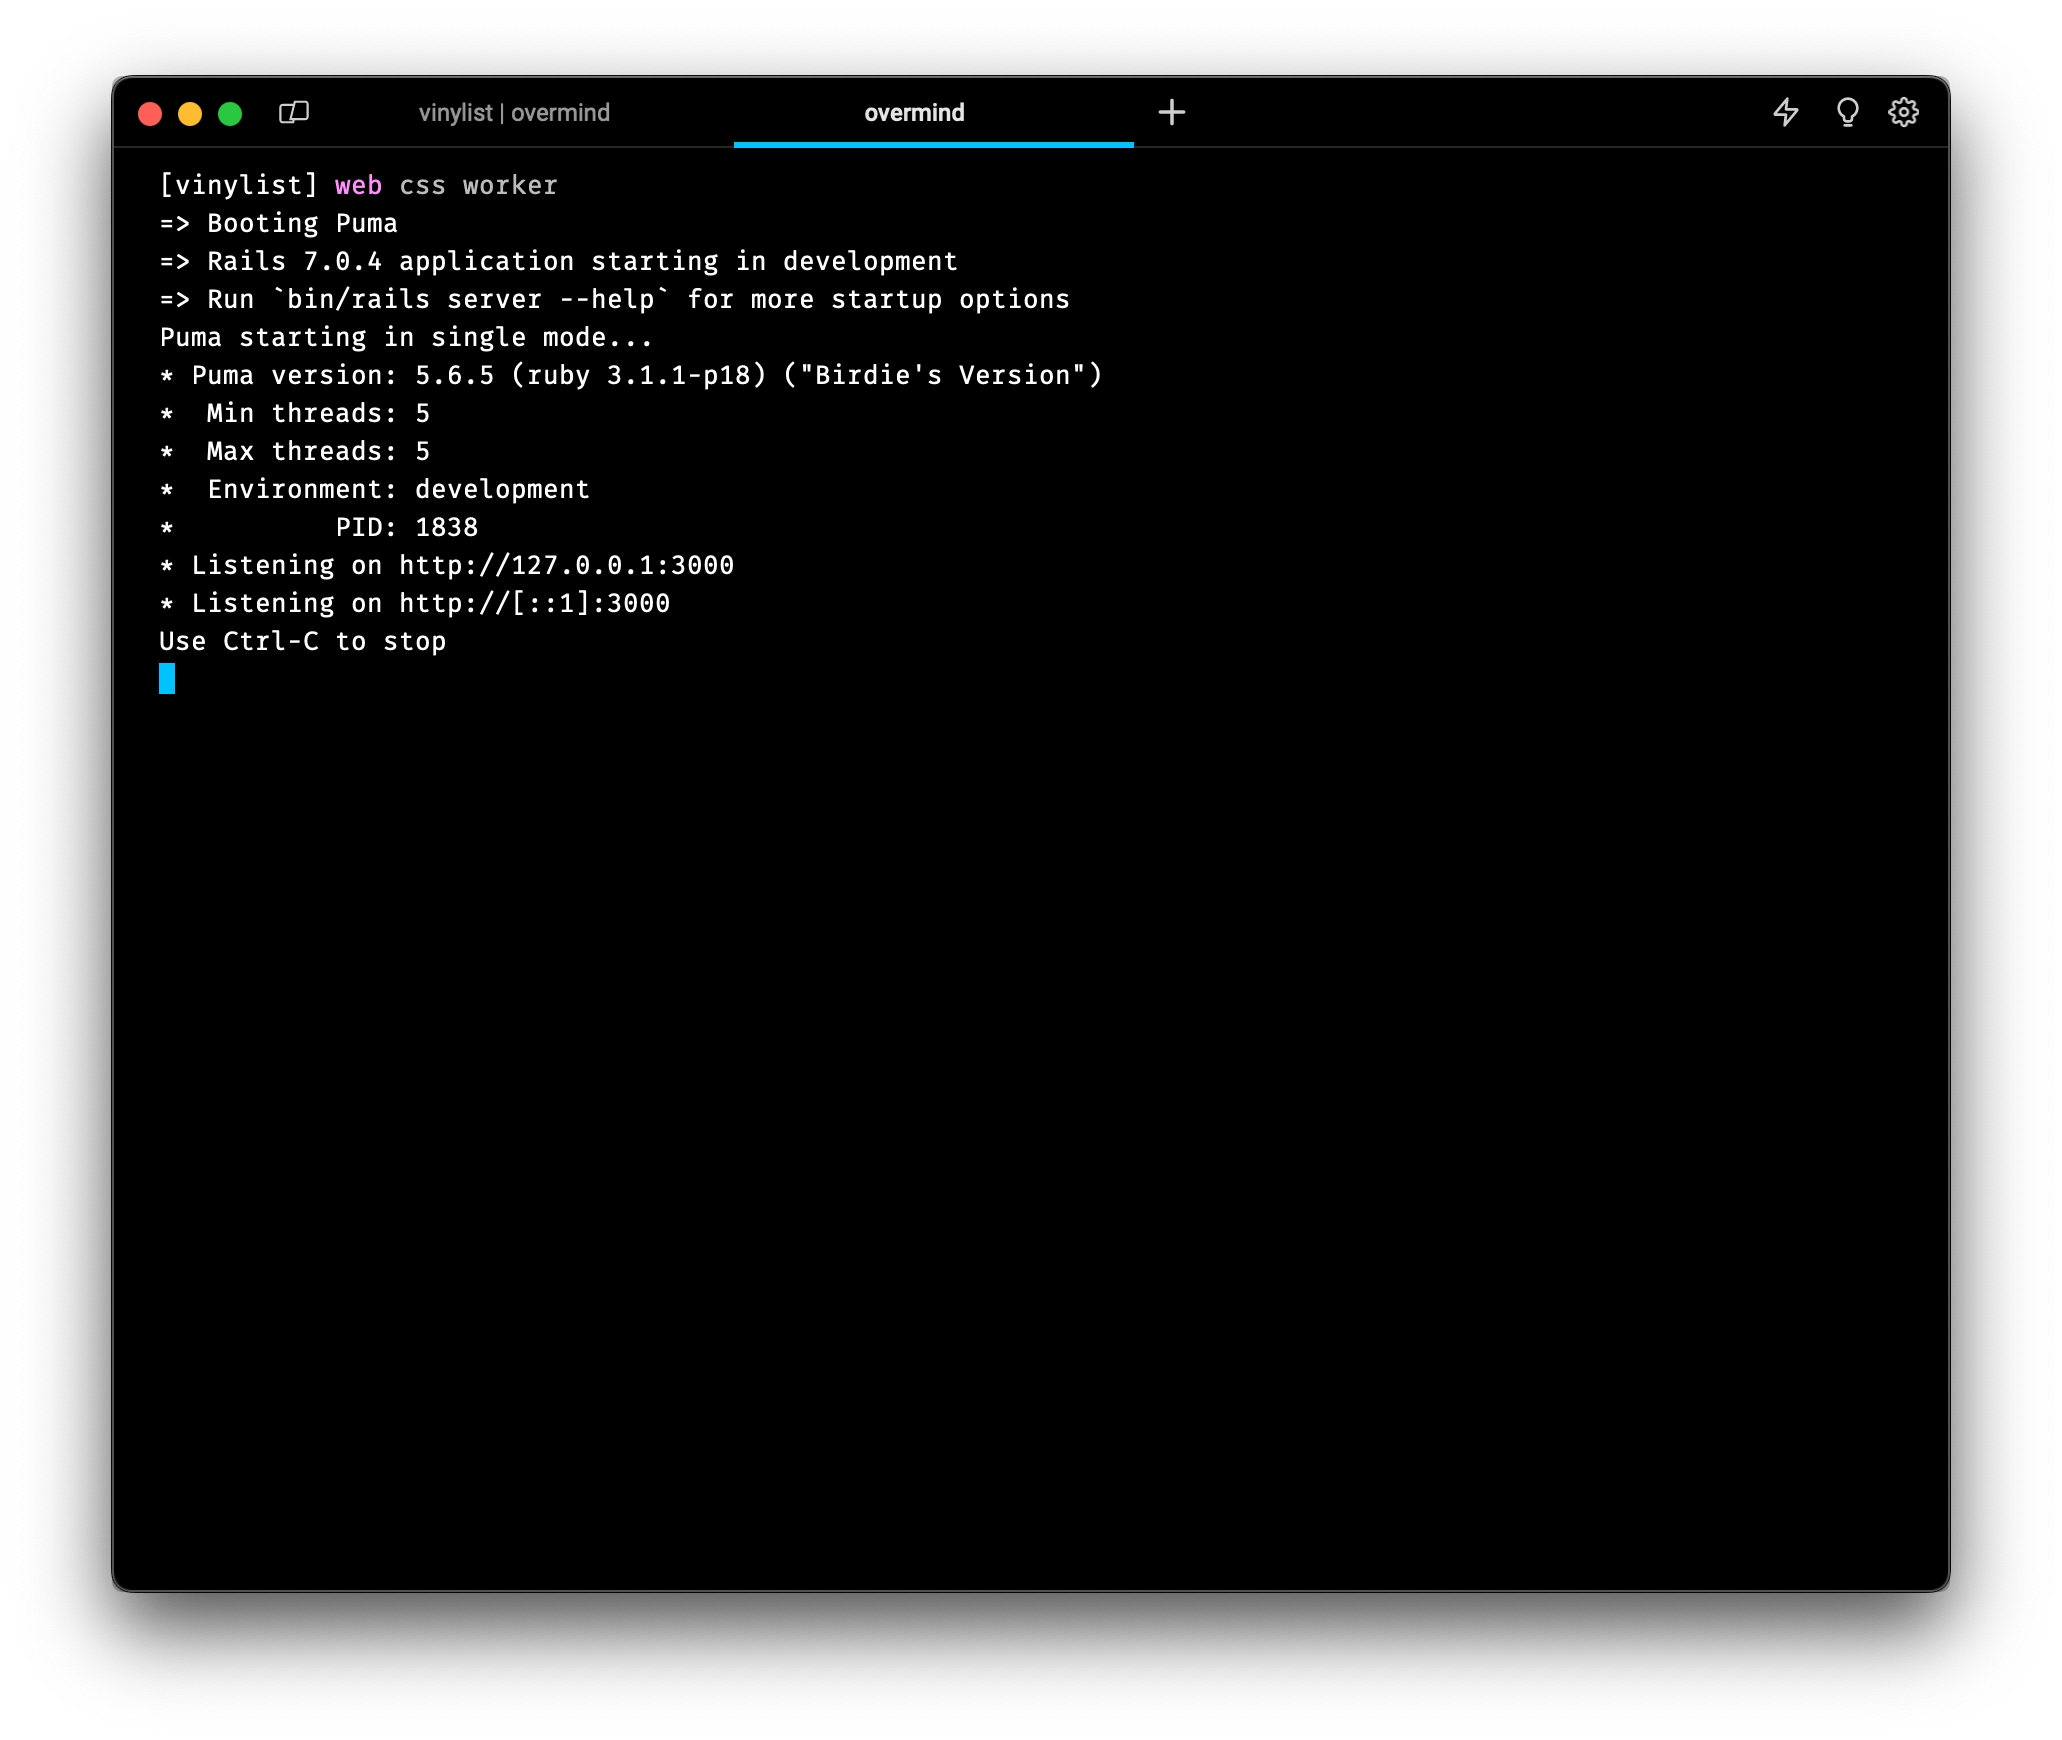 vinylist | overmind
overmind
[vinylist] web css worker
=> Booting Puma
=> Rails 7.0.4 application starting in development
=> Run `bin/rails server --help` for more startup options
Puma starting in single mode...
* Puma version: 5.6.5 (ruby 3.1.1-p18) ("Birdie's Version")
*  Min threads: 5
*  Max threads: 5
*  Environment: development
*          PID: 1838
* Listening on http://127.0.0.1:3000
* Listening on http://[::1]:3000
Use Ctrl-C to stop